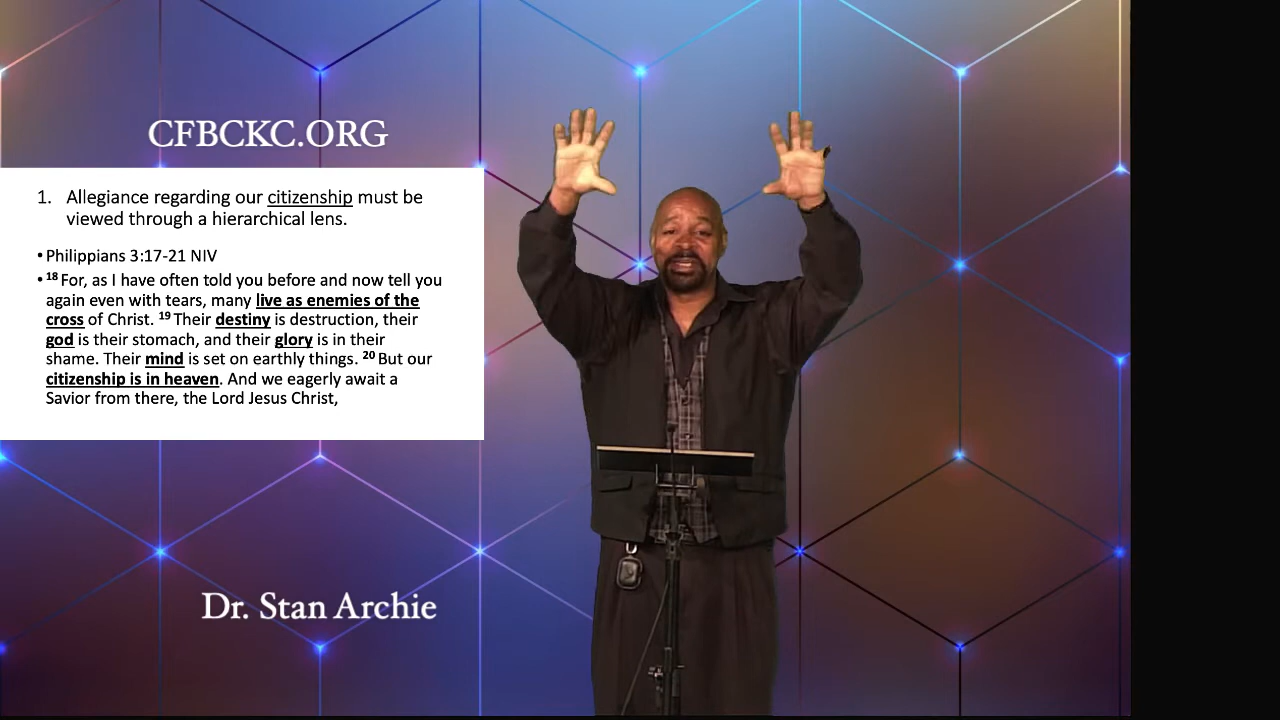 CFBCKC.ORG
1. Allegiance regarding our citizenship must be
viewed through a hierarchical lens.
•Philippians 3:17-21 NIV
•18 For, as I have often told you before and now tell you
again even with tears, many live as enemies of the
cross of Christ. 19 Their destiny is destruction, their
god is their stomach, and their glory is in their
shame. Their mind is set on earthly things. 20 But our
citizenship is in heaven. And we eagerly await a
Savior from there, the Lord Jesus Christ,
Dr. Stan Archie